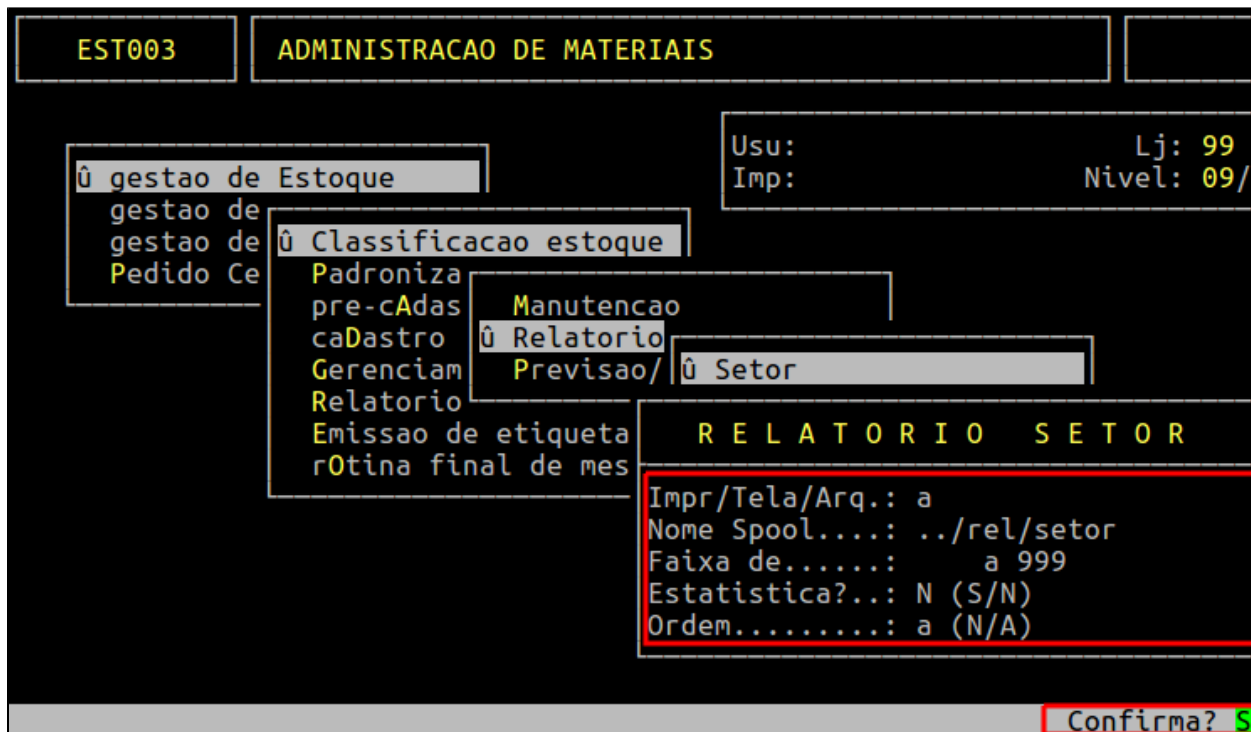 EST003 ADMINISTRACAO DE MATERIAIS
Usu: Lj: 99
Imp: Nivel: 09/
û gestao de Estoque
gestao de
gestao de
Pedido Ce
û Classificacao estoque
Padroniza
pre-cAdas
caDastro
Gerenciam
Relatorio
Emissao de etiqueta
rOtina final de mes
Manutencao
û Relatorio
Previsao/
û Setor
R E L A T O R I O S E T O R
Impr/Tela/Arq.: a
Nome Spool....: ../rel/setor
Faixa de......: a 999
Estatistica?..: N (S/N)
Ordem.........: a (N/A)
Confirma? S